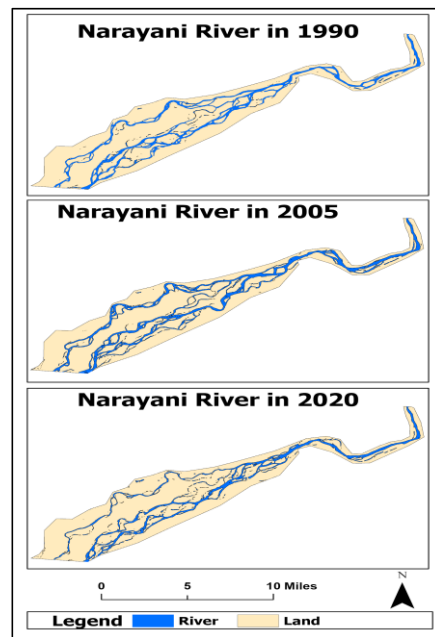 Narayani River in 1990
Narayani River in 2005
Narayani River in 2020
N
0 5 10 Miles
Legend River Land